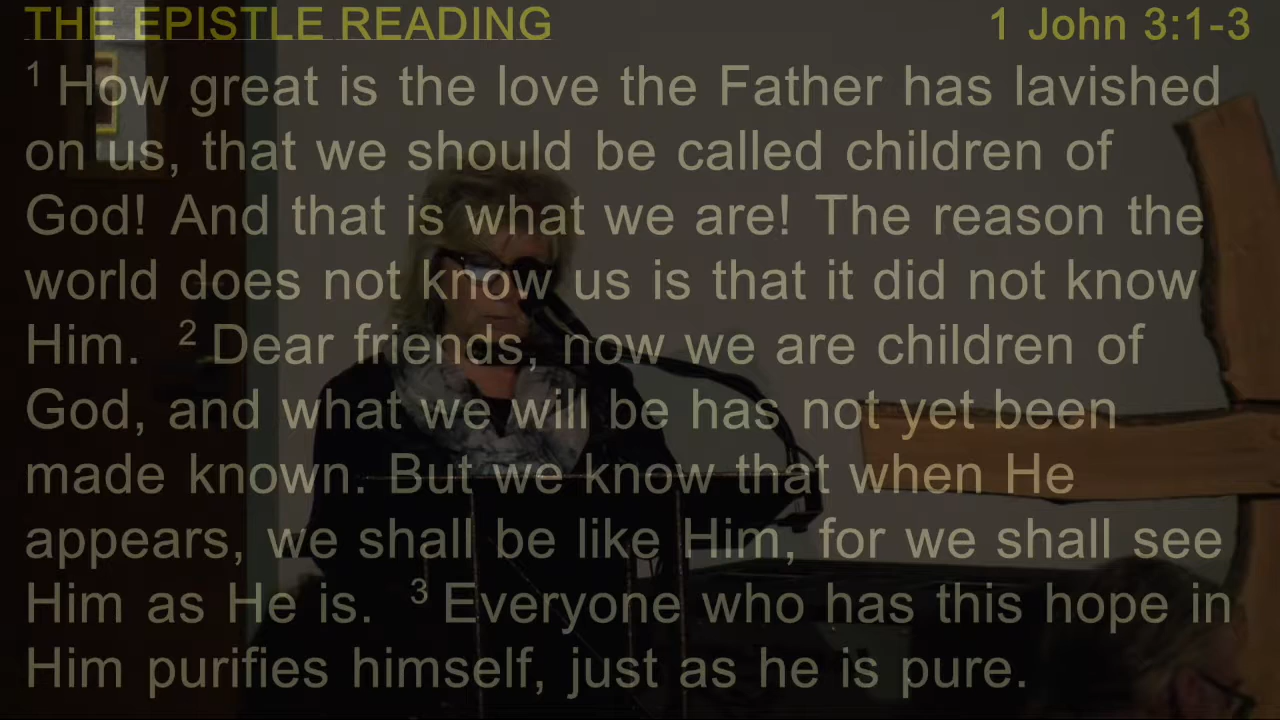 THE EPISTLE READING 1 John 3:1-3
1 How great is the love the Father has lavished
on us, that we should be called children of
God! And that is what we are! The reason the
world does not know us is that it did not know
Him. 2 Dear friends, now we are children of
God, and what we will be has not yet been
made known. But we know that when He
appears, we shall be like Him, for we shall see
Him as He is. 3 Everyone who has this hope in
Him purifies himself, just as he is pure.